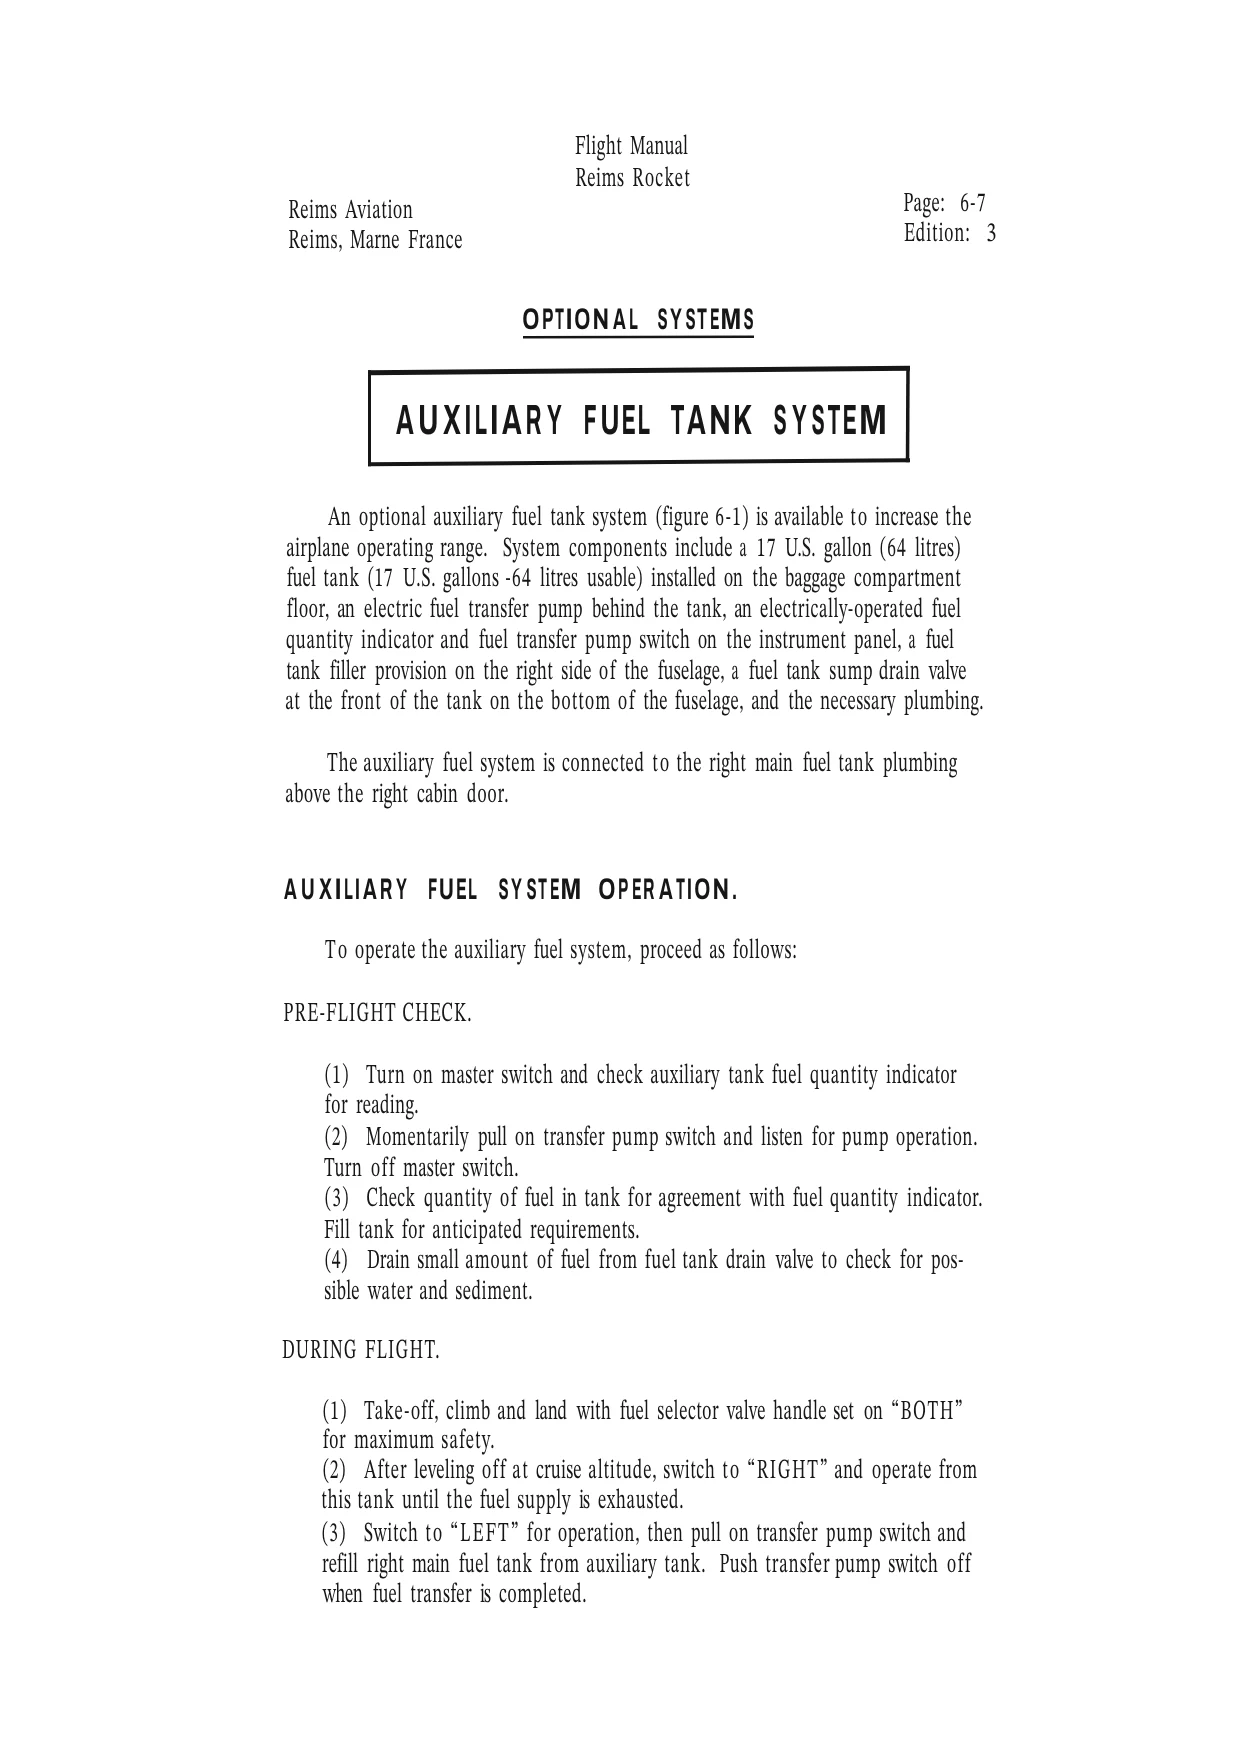 Flight Manual
Reims Rocket
Reims Aviation
Reims, Marne France
Page: 6-7
Edition: 3
OPTIONAL SYSTEMS
AUXILIARY FUEL TANK SYSTEM
An optional auxiliary fuel tank system (figure 6-1) is available to increase the
airplane operating range. System components include a 17 U.S. gallon (64 litres)
fuel tank (17 U.S. gallons -64 litres usable) installed on the baggage compartment
floor, an electric fuel transfer pump behind the tank, an electrically-operated fuel
quantity indicator and fuel transfer pump switch on the instrument panel, a fuel
tank filler provision on the right side of the fuselage, a fuel tank sump drain valve
at the front of the tank on the bottom of the fuselage, and the necessary plumbing.
The auxiliary fuel system is connected to the right main fuel tank plumbing
above the right cabin door.
AUXILIARY FUEL SYSTEM OPERATION.
To operate the auxiliary fuel system, proceed as follows:
PRE-FLIGHT CHECK.
(1) Turn on master switch and check auxiliary tank fuel quantity indicator
for reading.
(2) Momentarily pull on transfer pump switch and listen for pump operation.
Turn off master switch.
(3) Check quantity of fuel in tank for agreement with fuel quantity indicator.
Fill tank for anticipated requirements.
(4) Drain small amount of fuel from fuel tank drain valve to check for pos-
sible water and sediment.
DURING FLIGHT.
(1) Take-off, climb and land with fuel selector valve handle set on “BOTH”
for maximum safety.
(2) After leveling off at cruise altitude, switch to “RIGHT” and operate from
this tank until the fuel supply is exhausted.
(3) Switch to “LEFT” for operation, then pull on transfer pump switch and
refill right main fuel tank from auxiliary tank. Push transfer pump switch off
when fuel transfer is completed.